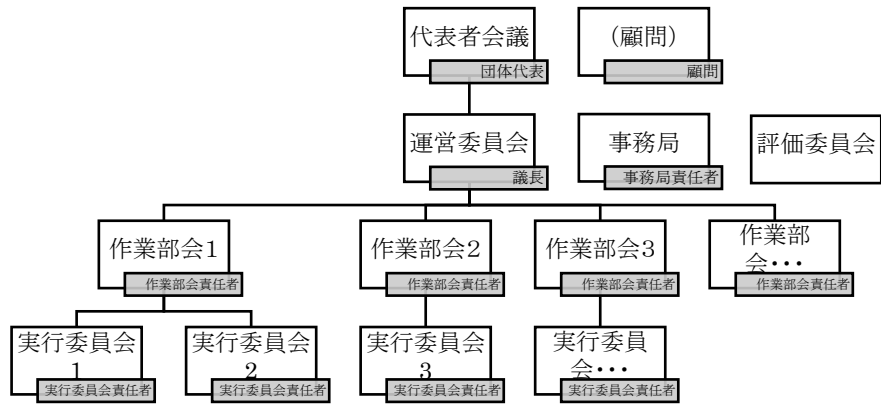 代表者会議
団体代表
(顧問)
顧問
運営委員会
議長
事務局
事務局責任者
評価委員会
作業部会1
作業部会責任者
作業部会2
作業部会責任者
作業部会3
作業部会責任者
作業部
会・・・
作業部会責任者
実行委員会
1
実行委員会責任者
実行委員会
2
実行委員会責任者
実行委員会
3
実行委員会責任者
実行委員
会・・・
実行委員会責任者